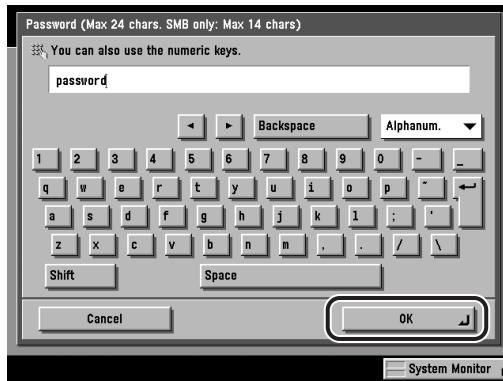 Password (Max 24 chars. SMB only: Max 14 chars)
You can also use the numeric keys.
password
◄ ► Backspace Alphanum. ▼
1 2 3 4 5 6 7 8 9 0 - _
q w e r t y u i o p ~
a s d f g h j k l ; '
z x c v b n m , . / \
Shift Space
Cancel OK
System Monitor